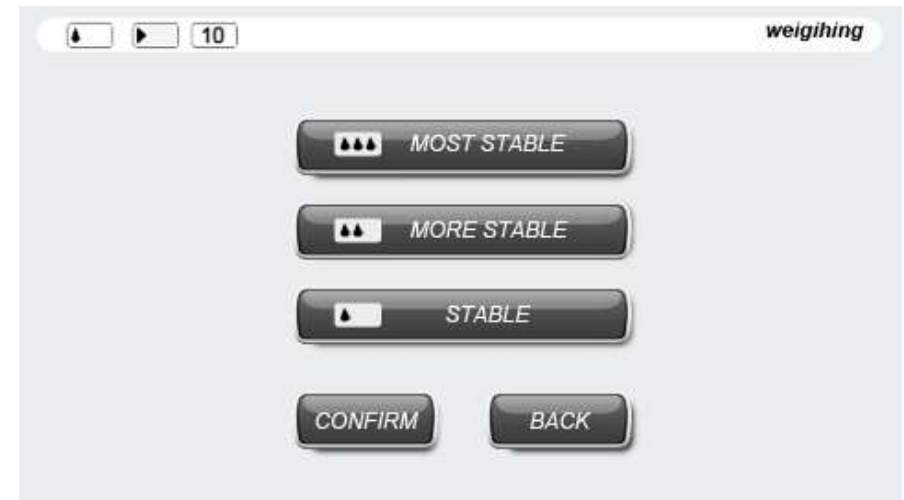 10 weigihing
MOST STABLE
MORE STABLE
STABLE
CONFIRM BACK